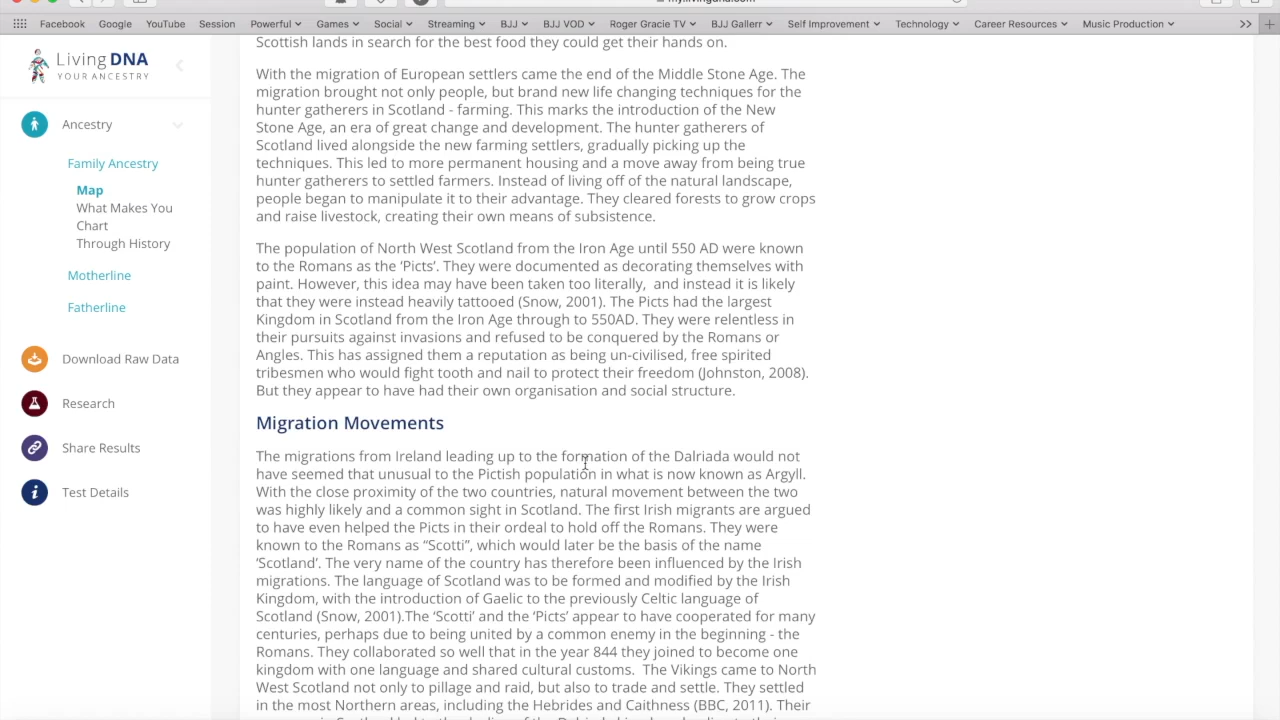 Facebook Google YouTube Session Powerful Games Social Streaming BJJ BJJ VOD Roger Gracie TV BJJ Gallerr Self Improvement Technology Career Resources Music Production
Living DNA
YOUR ANCESTRY
Ancestry
Family Ancestry
Map
What Makes You
Chart
Through History
Motherline
Fatherline
Download Raw Data
Research
Share Results
Test Details
Scottish lands in search for the best food they could get their hands on.
With the migration of European settlers came the end of the Middle Stone Age. The
migration brought not only people, but brand new life changing techniques for the
hunter gatherers in Scotland - farming. This marks the introduction of the New
Stone Age, an era of great change and development. The hunter gatherers of
Scotland lived alongside the new farming settlers, gradually picking up the
techniques. This led to more permanent housing and a move away from being true
hunter gatherers to settled farmers. Instead of living off of the natural landscape,
people began to manipulate it to their advantage. They cleared forests to grow crops
and raise livestock, creating their own means of subsistence.
The population of North West Scotland from the Iron Age until 550 AD were known
to the Romans as the ‘Picts’. They were documented as decorating themselves with
paint. However, this idea may have been taken too literally, and instead it is likely
that they were instead heavily tattooed (Snow, 2001). The Picts had the largest
Kingdom in Scotland from the Iron Age through to 550AD. They were relentless in
their pursuits against invasions and refused to be conquered by the Romans or
Angles. This has assigned them a reputation as being un-civilised, free spirited
tribesmen who would fight tooth and nail to protect their freedom (Johnston, 2008).
But they appear to have had their own organisation and social structure.
Migration Movements
The migrations from Ireland leading up to the formation of the Dalriada would not
have seemed that unusual to the Pictish population in what is now known as Argyll.
With the close proximity of the two countries, natural movement between the two
was highly likely and a common sight in Scotland. The first Irish migrants are argued
to have even helped the Picts in their ordeal to hold off the Romans. They were
known to the Romans as “Scotti”, which would later be the basis of the name
‘Scotland’. The very name of the country has therefore been influenced by the Irish
migrations. The language of Scotland was to be formed and modified by the Irish
Kingdom, with the introduction of Gaelic to the previously Celtic language of
Scotland (Snow, 2001).The ‘Scotti’ and the ‘Picts’ appear to have cooperated for many
centuries, perhaps due to being united by a common enemy in the beginning - the
Romans. They collaborated so well that in the year 844 they joined to become one
kingdom with one language and shared cultural customs. The Vikings came to North
West Scotland not only to pillage and raid, but also to trade and settle. They settled
in the most Northern areas, including the Hebrides and Caithness (BBC, 2011). Their